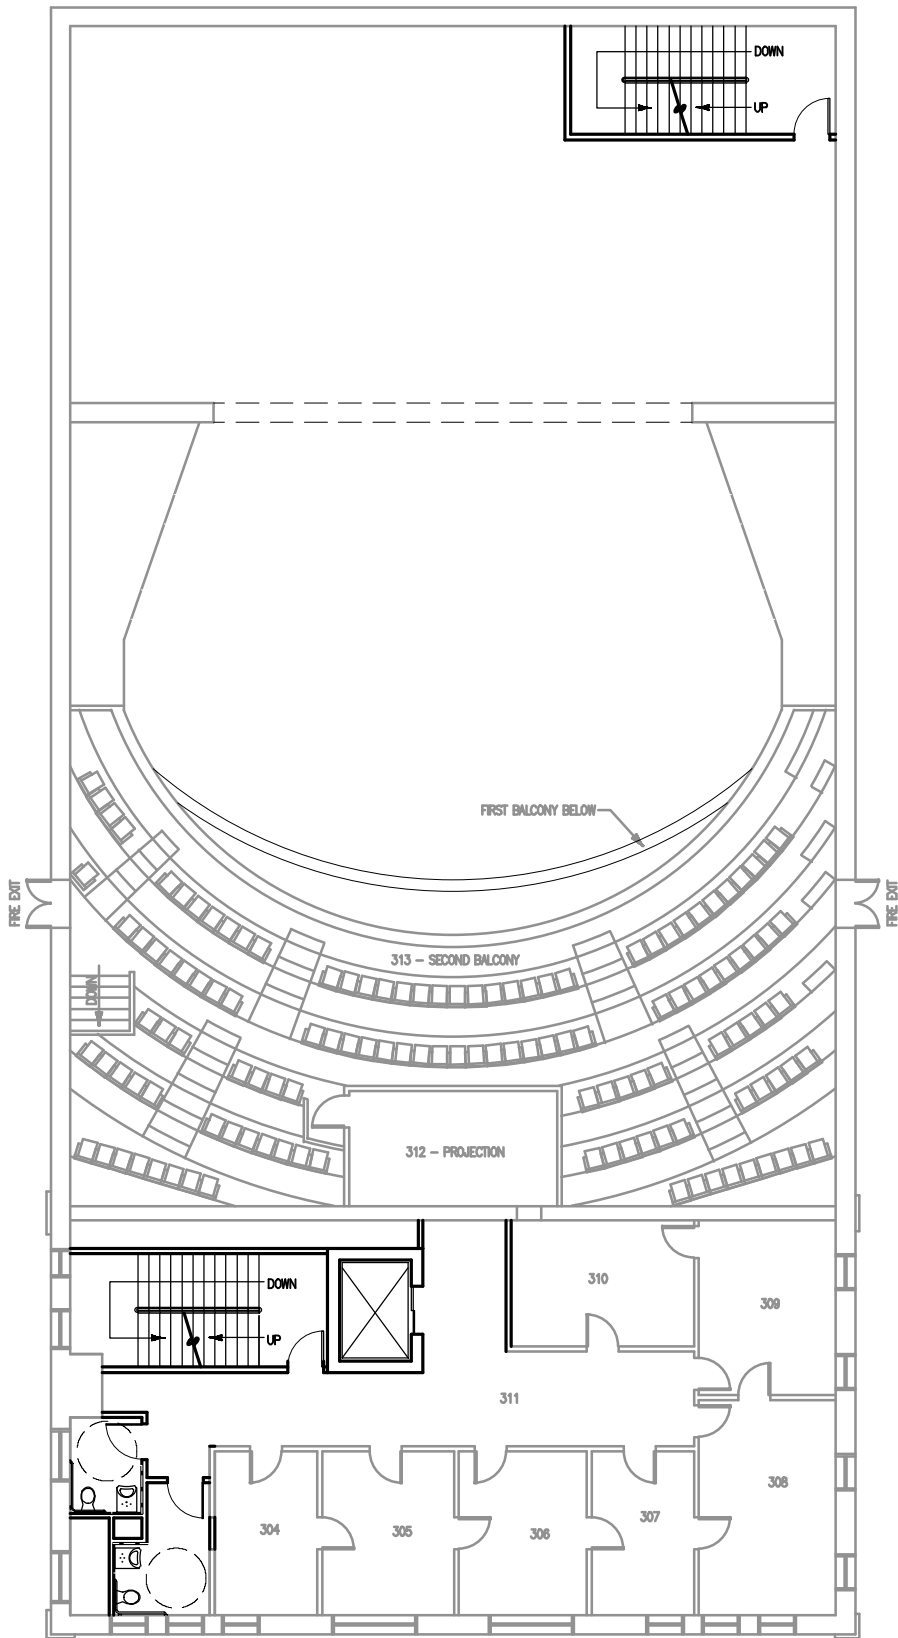 DOWN
UP
FIRST BALCONY BELOW
FIRE EXIT
FIRE EXIT
313 – SECOND BALCONY
DOWN
312 – PROJECTION
DOWN
310
309
UP
311
308
304
305
306
307